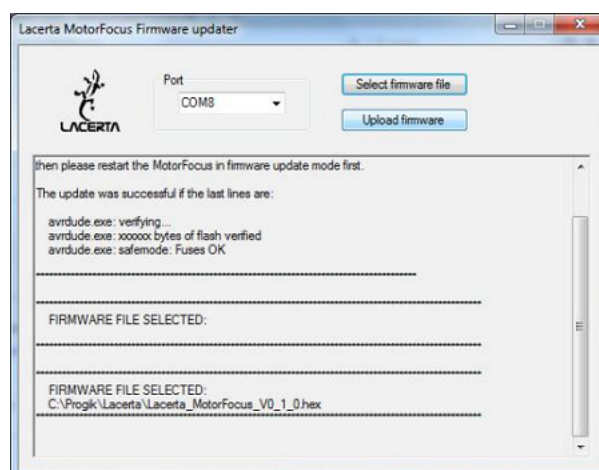 Lacerta MotorFocus Firmware updater
Port
COM8
Select firmware file
Upload firmware
LACERTA
then please restart the MotorFocus in firmware update mode first.
The update was successful if the last lines are:
avrdude.exe: verifying...
avrdude.exe: xxxxxx bytes of flash verified
avrdude.exe: safemode: Fuses OK
FIRMWARE FILE SELECTED:
FIRMWARE FILE SELECTED:
C:\Progik\Lacerta\Lacerta_MotorFocus_V0_1_0.hex